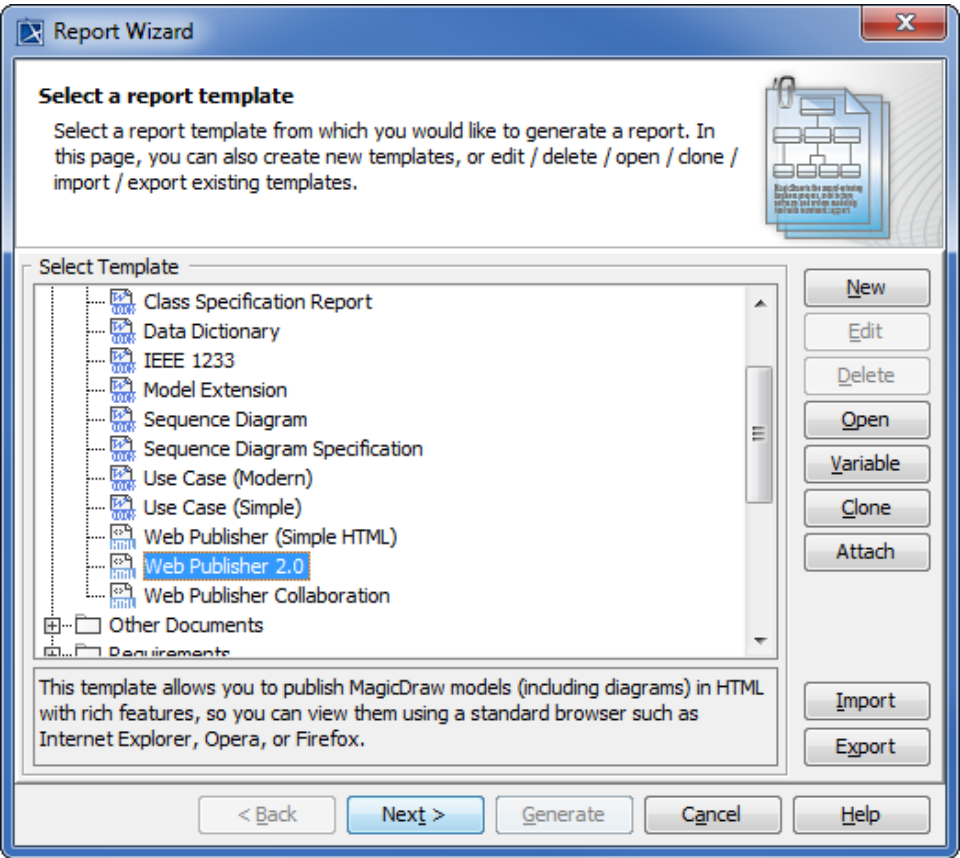 Report Wizard
Select a report template
Select a report template from which you would like to generate a report. In
this page, you can also create new templates, or edit / delete / open / clone /
import / export existing templates.
Select Template
Class Specification Report
Data Dictionary
IEEE 1233
Model Extension
Sequence Diagram
Sequence Diagram Specification
Use Case (Modern)
Use Case (Simple)
Web Publisher (Simple HTML)
Web Publisher 2.0
Web Publisher Collaboration
Other Documents
Requirements
This template allows you to publish MagicDraw models (including diagrams) in HTML
with rich features, so you can view them using a standard browser such as
Internet Explorer, Opera, or Firefox.
New
Edit
Delete
Open
Variable
Clone
Attach
Import
Export
< Back
Next >
Generate
Cancel
Help